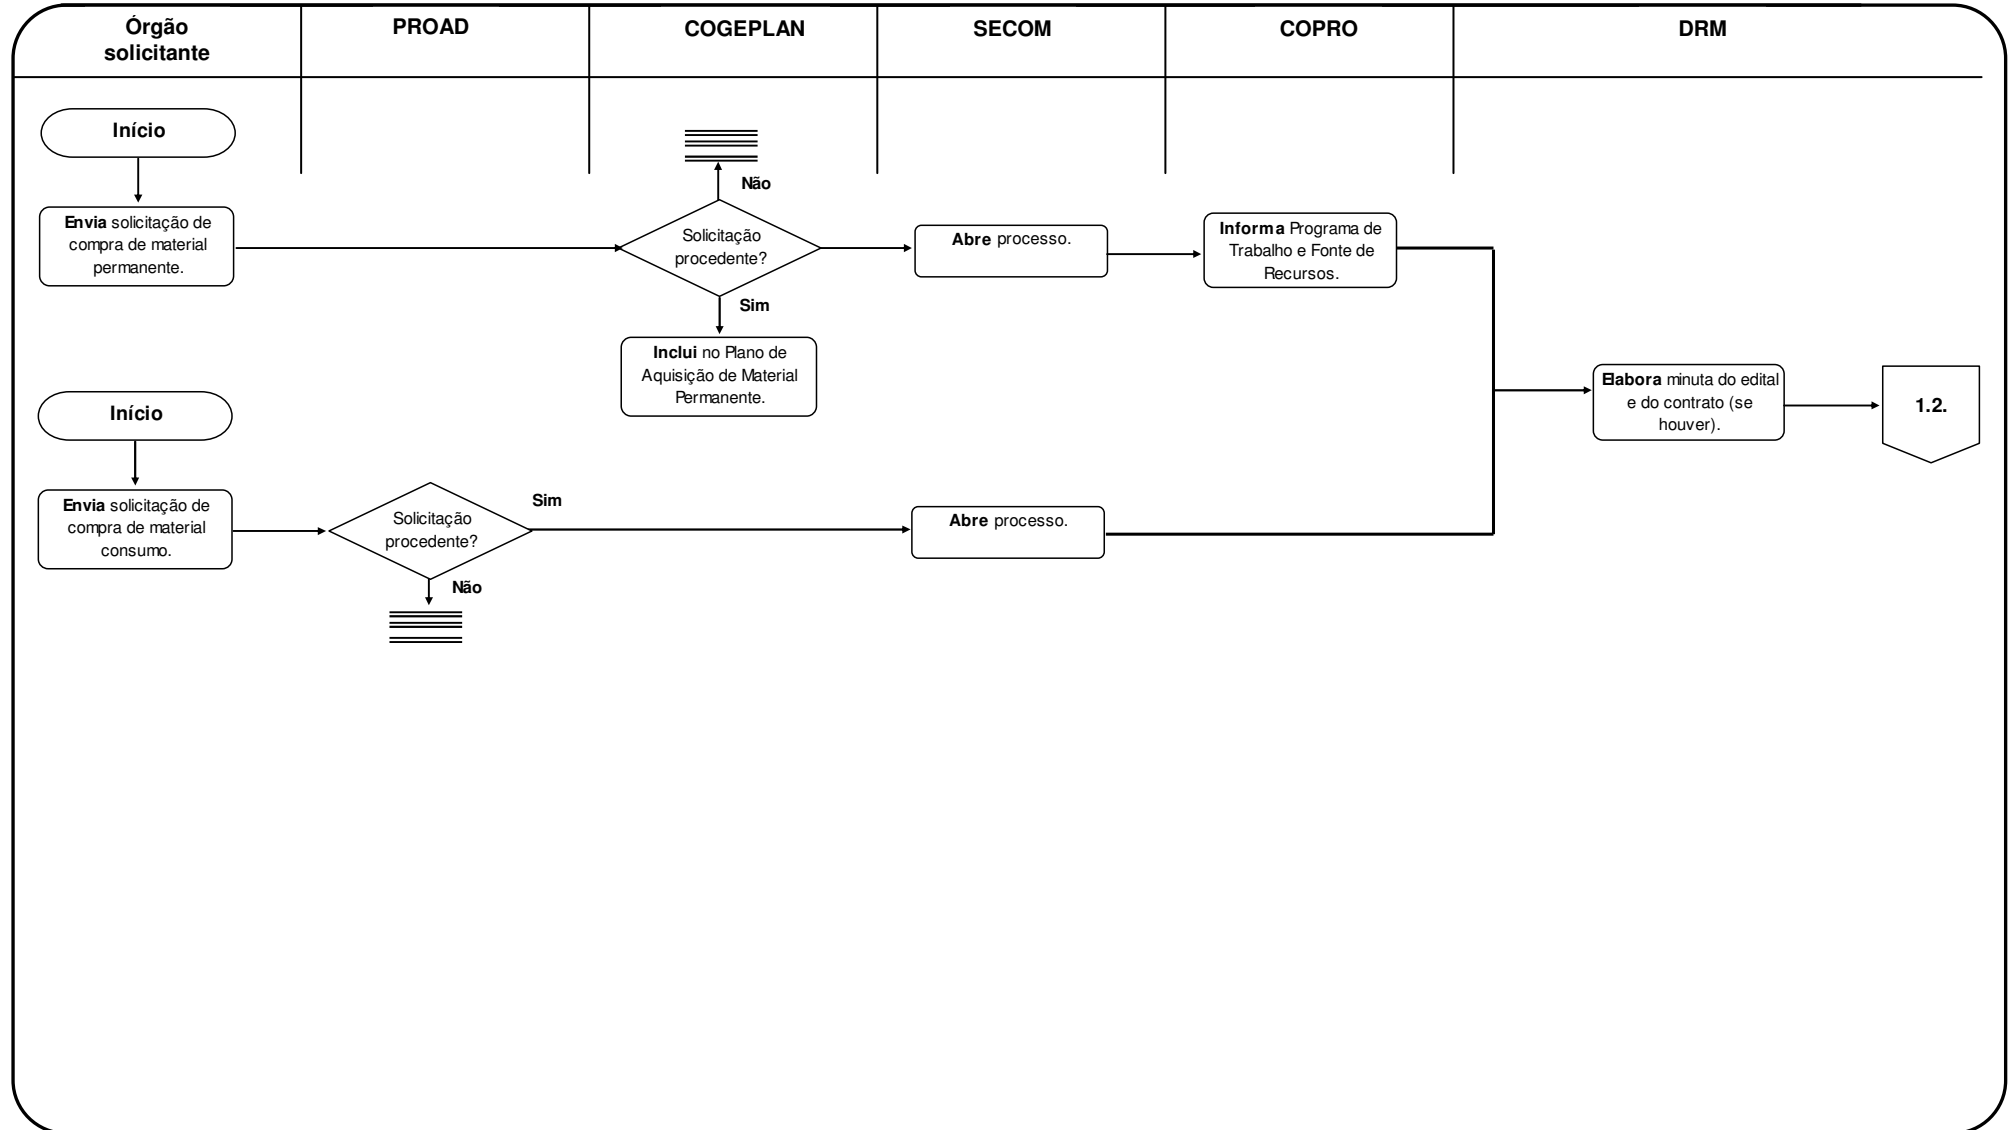 Órgão
solicitante
PROAD
COGEPLAN
SECOM
COPRO
DRM
Início
Não
Envia solicitação de
compra de material
permanente.
Solicitação
procedente?
Abre processo.
Informa Programa de
Trabalho e Fonte de
Recursos.
Sim
Inclui no Plano de
Aquisição de Material
Permanente.
Elabora minuta do edital
e do contrato (se
houver).
1.2.
Início
Envia solicitação de
compra de material
consumo.
Solicitação
procedente?
Sim
Abre processo.
Não